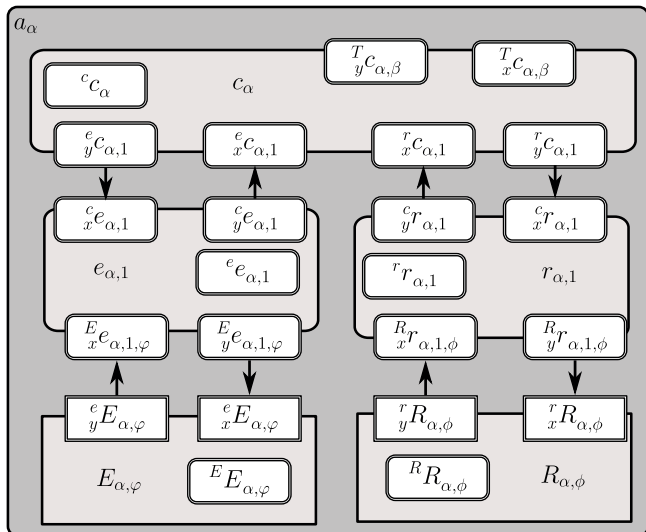 a_α
^T_y c_{α,β} ^T_x c_{α,β}
^c c_α c_α
^e_y c_{α,1} ^e_x c_{α,1} ^r_x c_{α,1} ^r_y c_{α,1}
^c_x e_{α,1} ^c_y e_{α,1} ^c_y r_{α,1} ^c_x r_{α,1}
e_{α,1} ^e e_{α,1} ^r r_{α,1} r_{α,1}
^E_x e_{α,1,φ} ^E_y e_{α,1,φ} ^R_x r_{α,1,ϕ} ^R_y r_{α,1,ϕ}
^e_y E_{α,φ} ^e_x E_{α,φ} ^r_y R_{α,ϕ} ^r_x R_{α,ϕ}
E_{α,φ} ^E E_{α,φ} ^R R_{α,ϕ} R_{α,ϕ}